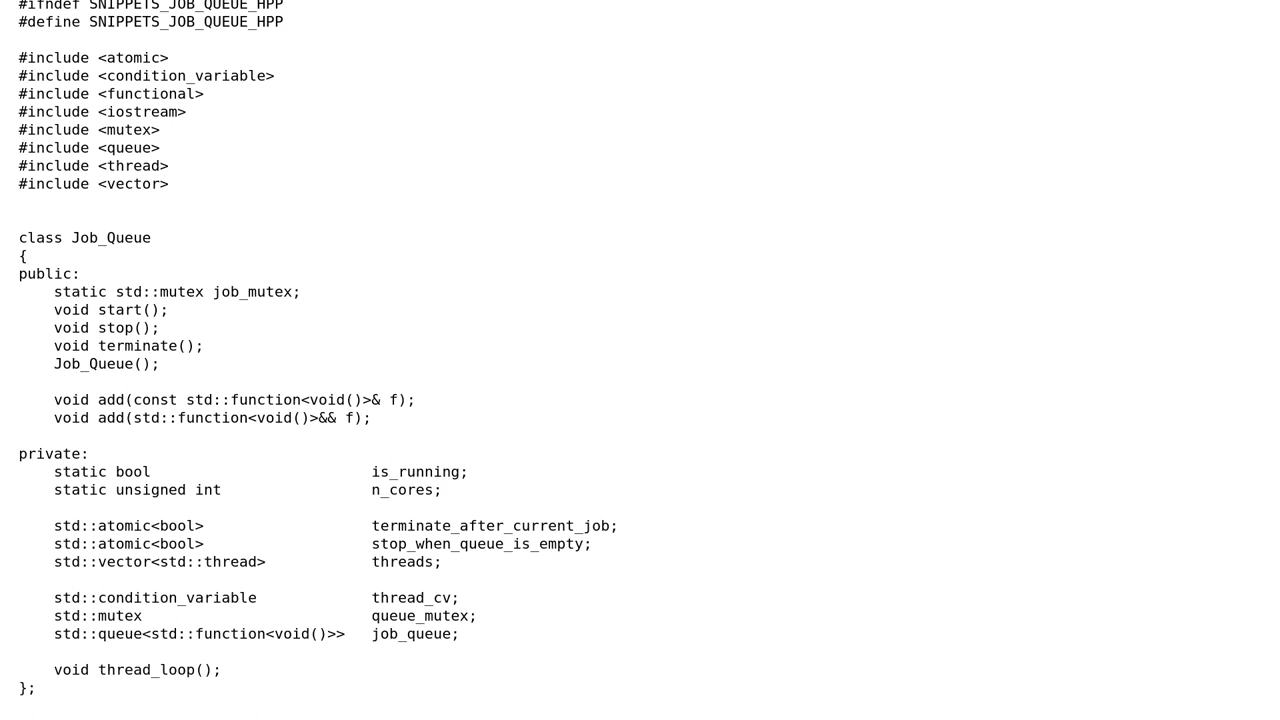 #ifndef SNIPPETS_JOB_QUEUE_HPP
#define SNIPPETS_JOB_QUEUE_HPP

#include <atomic>
#include <condition_variable>
#include <functional>
#include <iostream>
#include <mutex>
#include <queue>
#include <thread>
#include <vector>


class Job_Queue
{
public:
    static std::mutex job_mutex;
    void start();
    void stop();
    void terminate();
    Job_Queue();

    void add(const std::function<void()>& f);
    void add(std::function<void()>&& f);

private:
    static bool                         is_running;
    static unsigned int                 n_cores;

    std::atomic<bool>                   terminate_after_current_job;
    std::atomic<bool>                   stop_when_queue_is_empty;
    std::vector<std::thread>            threads;

    std::condition_variable             thread_cv;
    std::mutex                          queue_mutex;
    std::queue<std::function<void()>>   job_queue;

    void thread_loop();
};